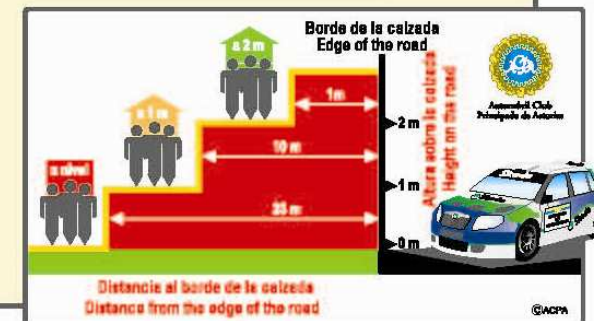 Borde de la calzada
Edge of the road
a 2 m
a 1 m
a nivel
1m
10 m
35 m
2 m
1 m
0 m
Altura sobre la calzada
Height on the road
Automóvil Club
Principado de Asturias
Distancia al borde de la calzada
Distance from the edge of the road
©ACPA